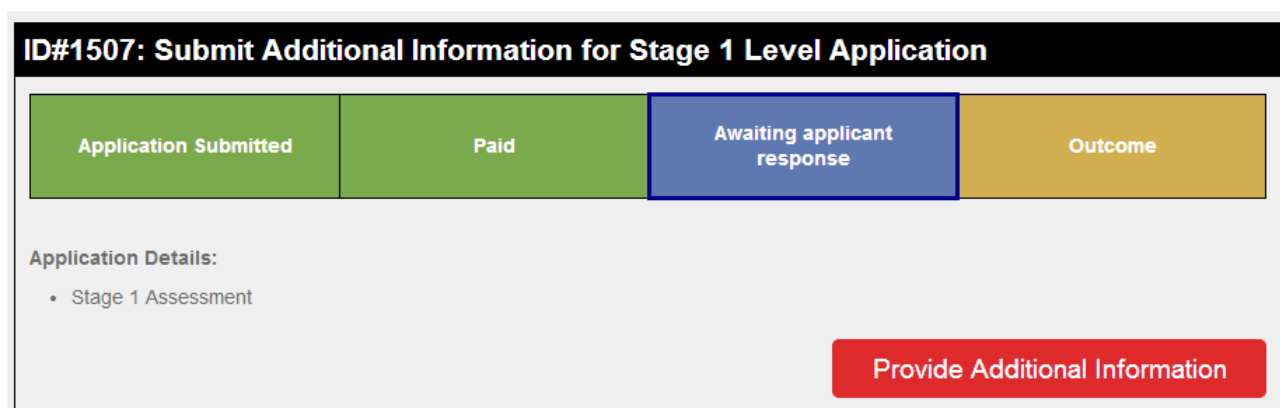 ID#1507: Submit Additional Information for Stage 1 Level Application
Application Submitted
Paid
Awaiting applicant
response
Outcome
Application Details:
• Stage 1 Assessment
Provide Additional Information